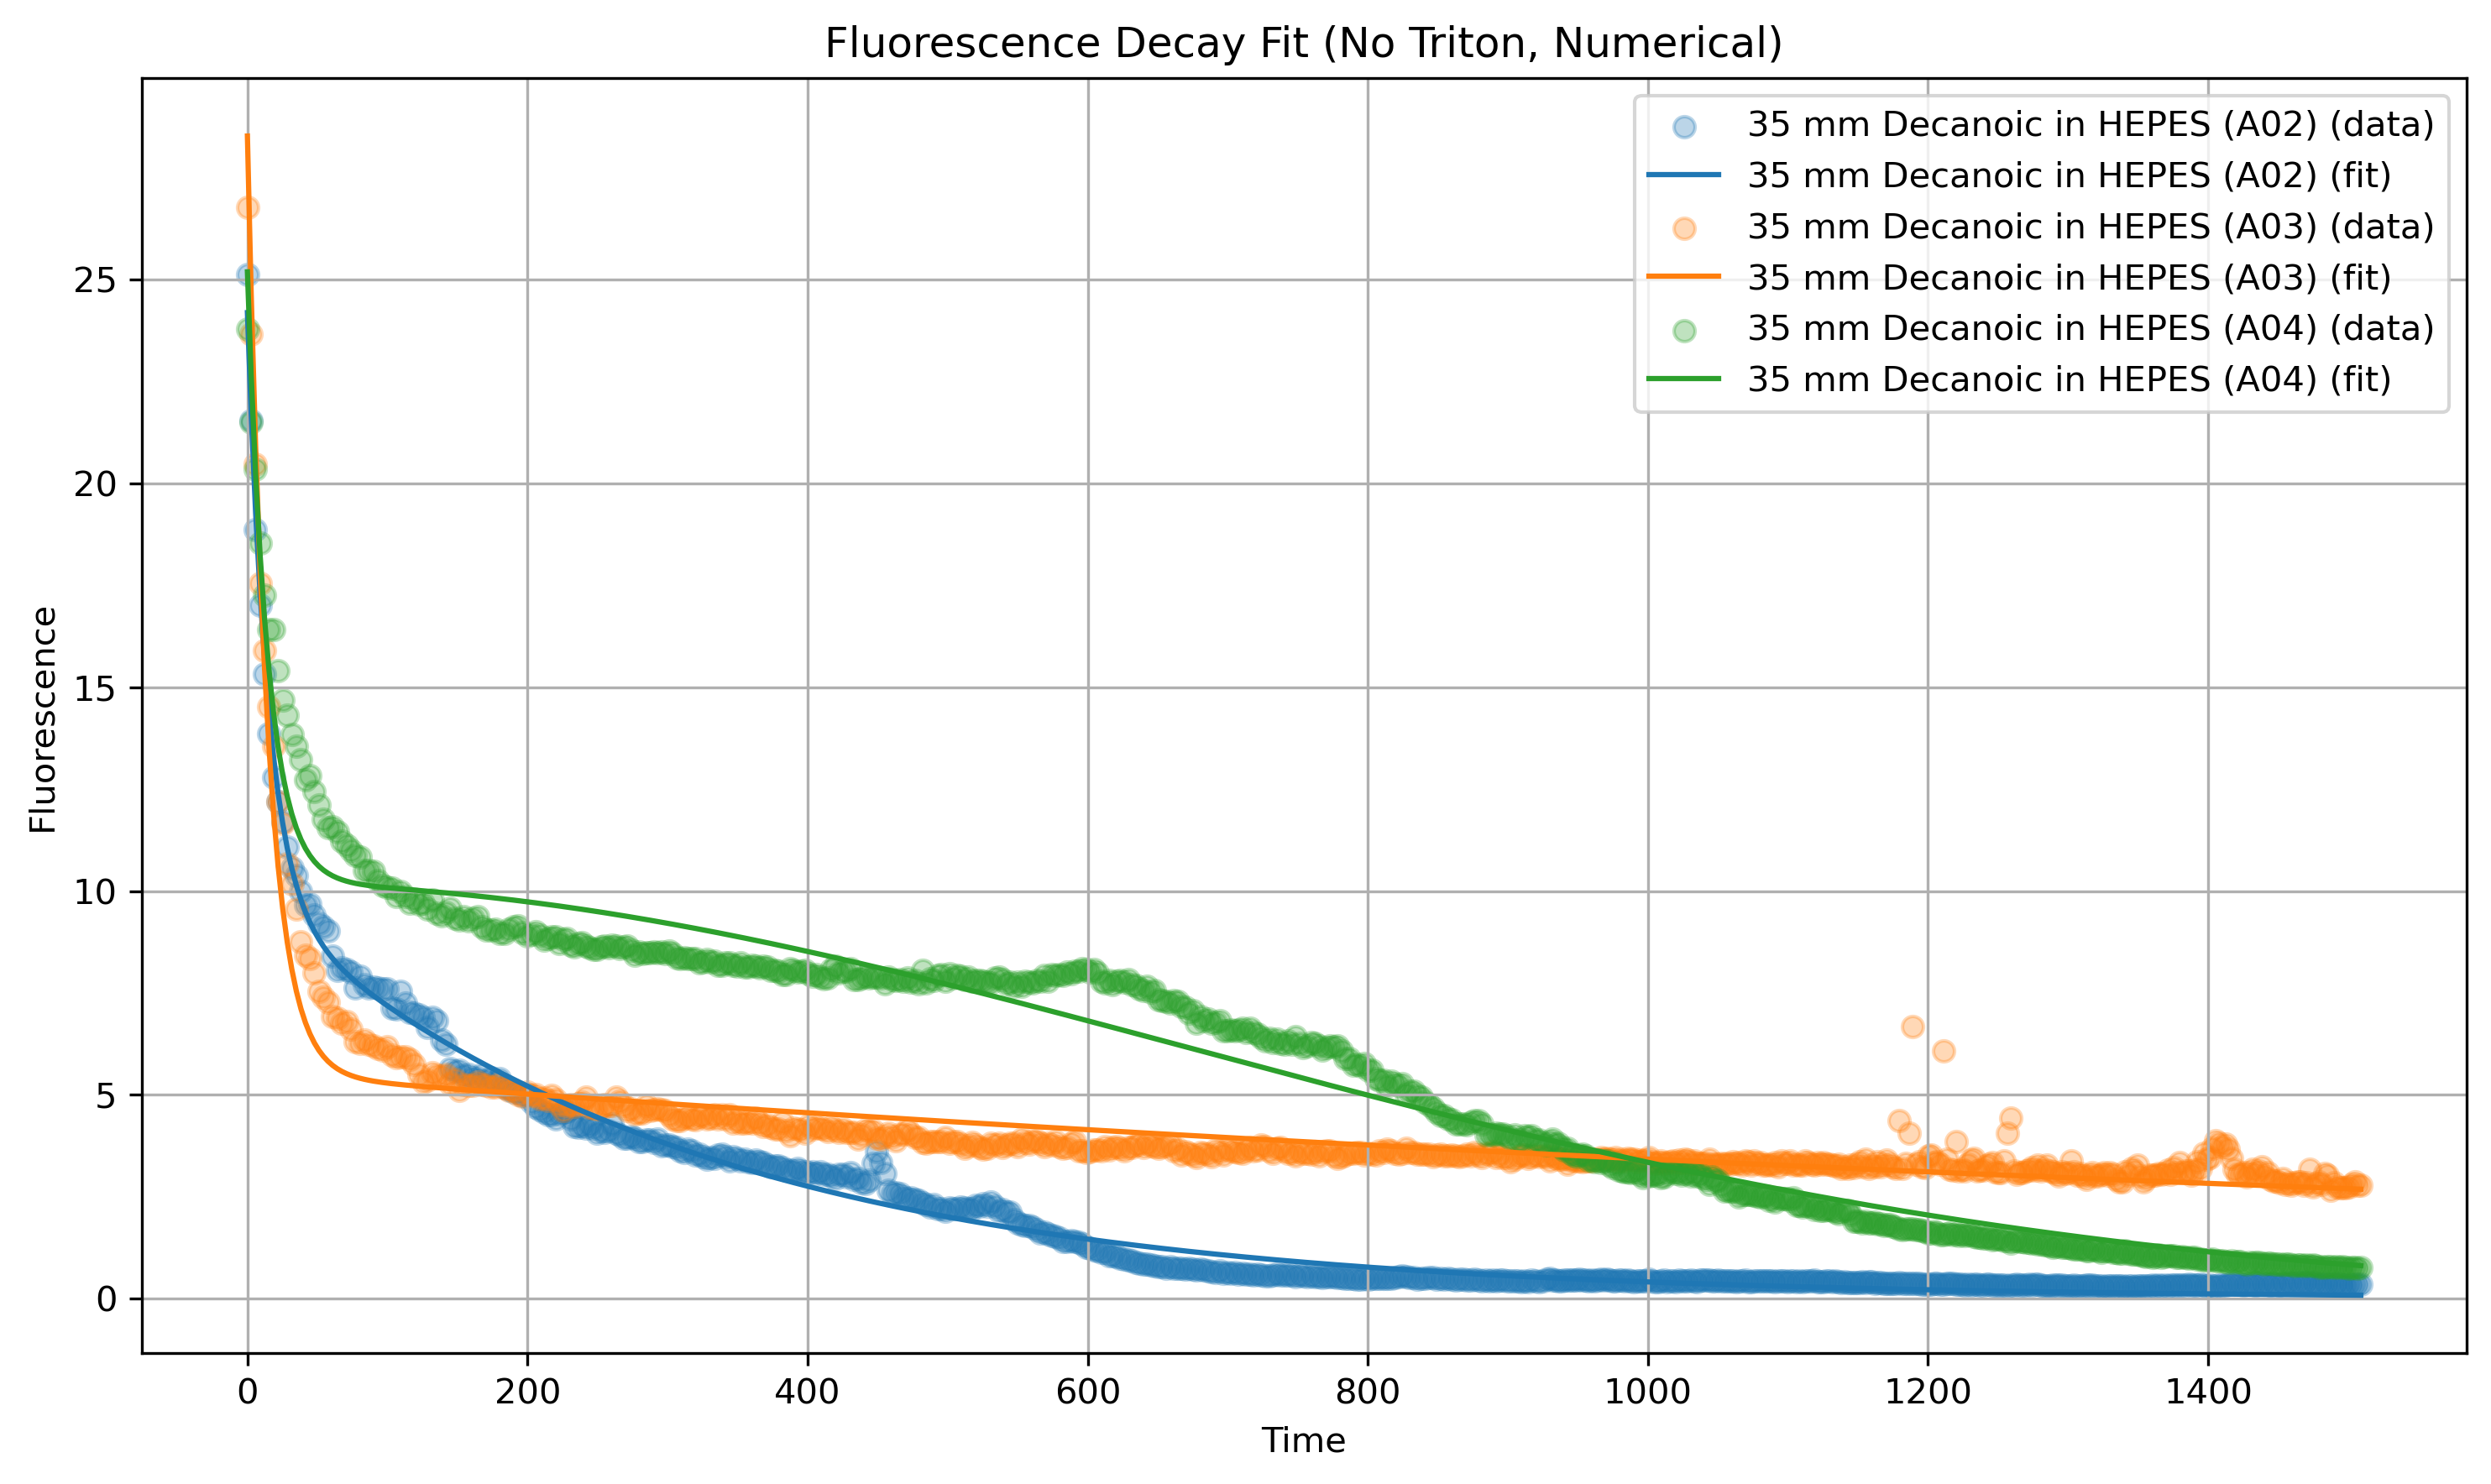 Fluorescence Decay Fit (No Triton, Numerical)
35 mm Decanoic in HEPES (A02) (data)
35 mm Decanoic in HEPES (A02) (fit)
35 mm Decanoic in HEPES (A03) (data)
35 mm Decanoic in HEPES (A03) (fit)
35 mm Decanoic in HEPES (A04) (data)
35 mm Decanoic in HEPES (A04) (fit)
Fluorescence
25
20
15
10
5
0
0 200 400 600 800 1000 1200 1400
Time